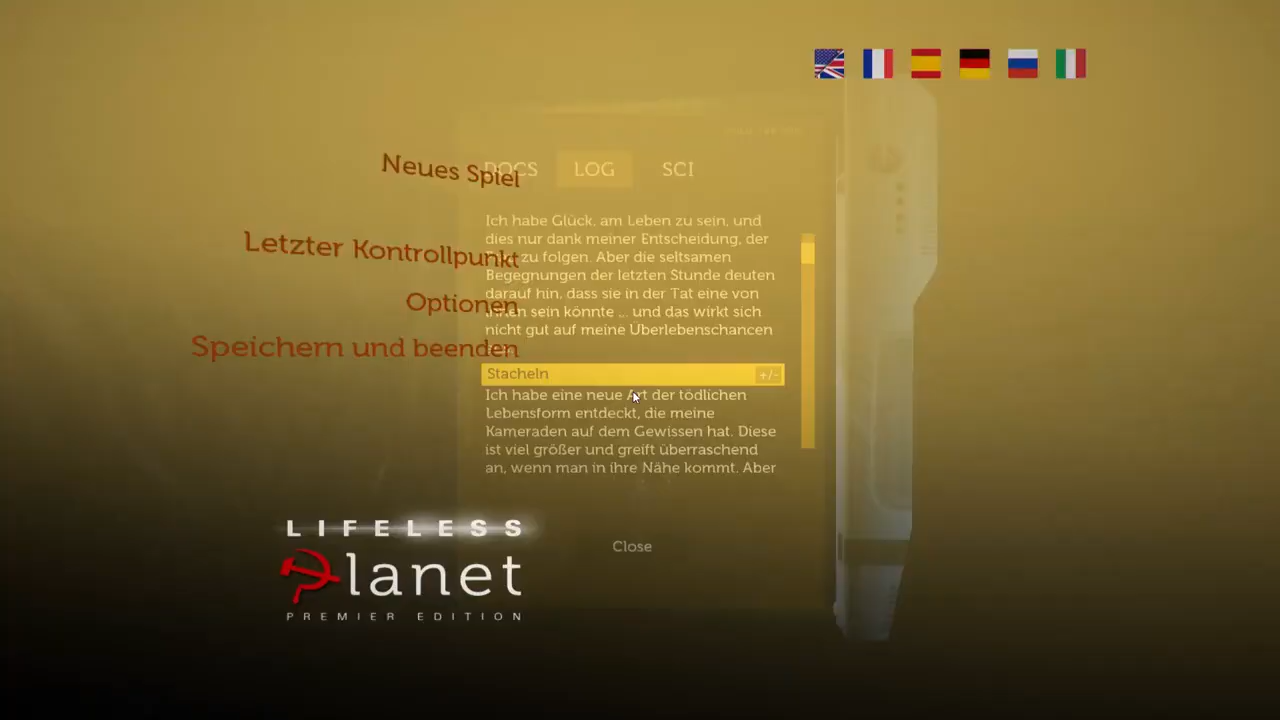 DOCS LOG SCI
Neues Spiel
Letzter Kontrollpunkt
Optionen
Speichern und beenden
Ich habe Glück, am Leben zu sein, und
dies nur dank meiner Entscheidung, der
zu folgen. Aber die seltsamen
Begegnungen der letzten Stunde deuten
darauf hin, dass sie in der Tat eine von
ihnen sein könnte ... und das wirkt sich
nicht gut auf meine Überlebenschancen
Stacheln +/-
Ich habe eine neue Art der tödlichen
Lebensform entdeckt, die meine
Kameraden auf dem Gewissen hat. Diese
ist viel größer und greift überraschend
an, wenn man in ihre Nähe kommt. Aber
Close
LIFELESS
Planet
PREMIER EDITION